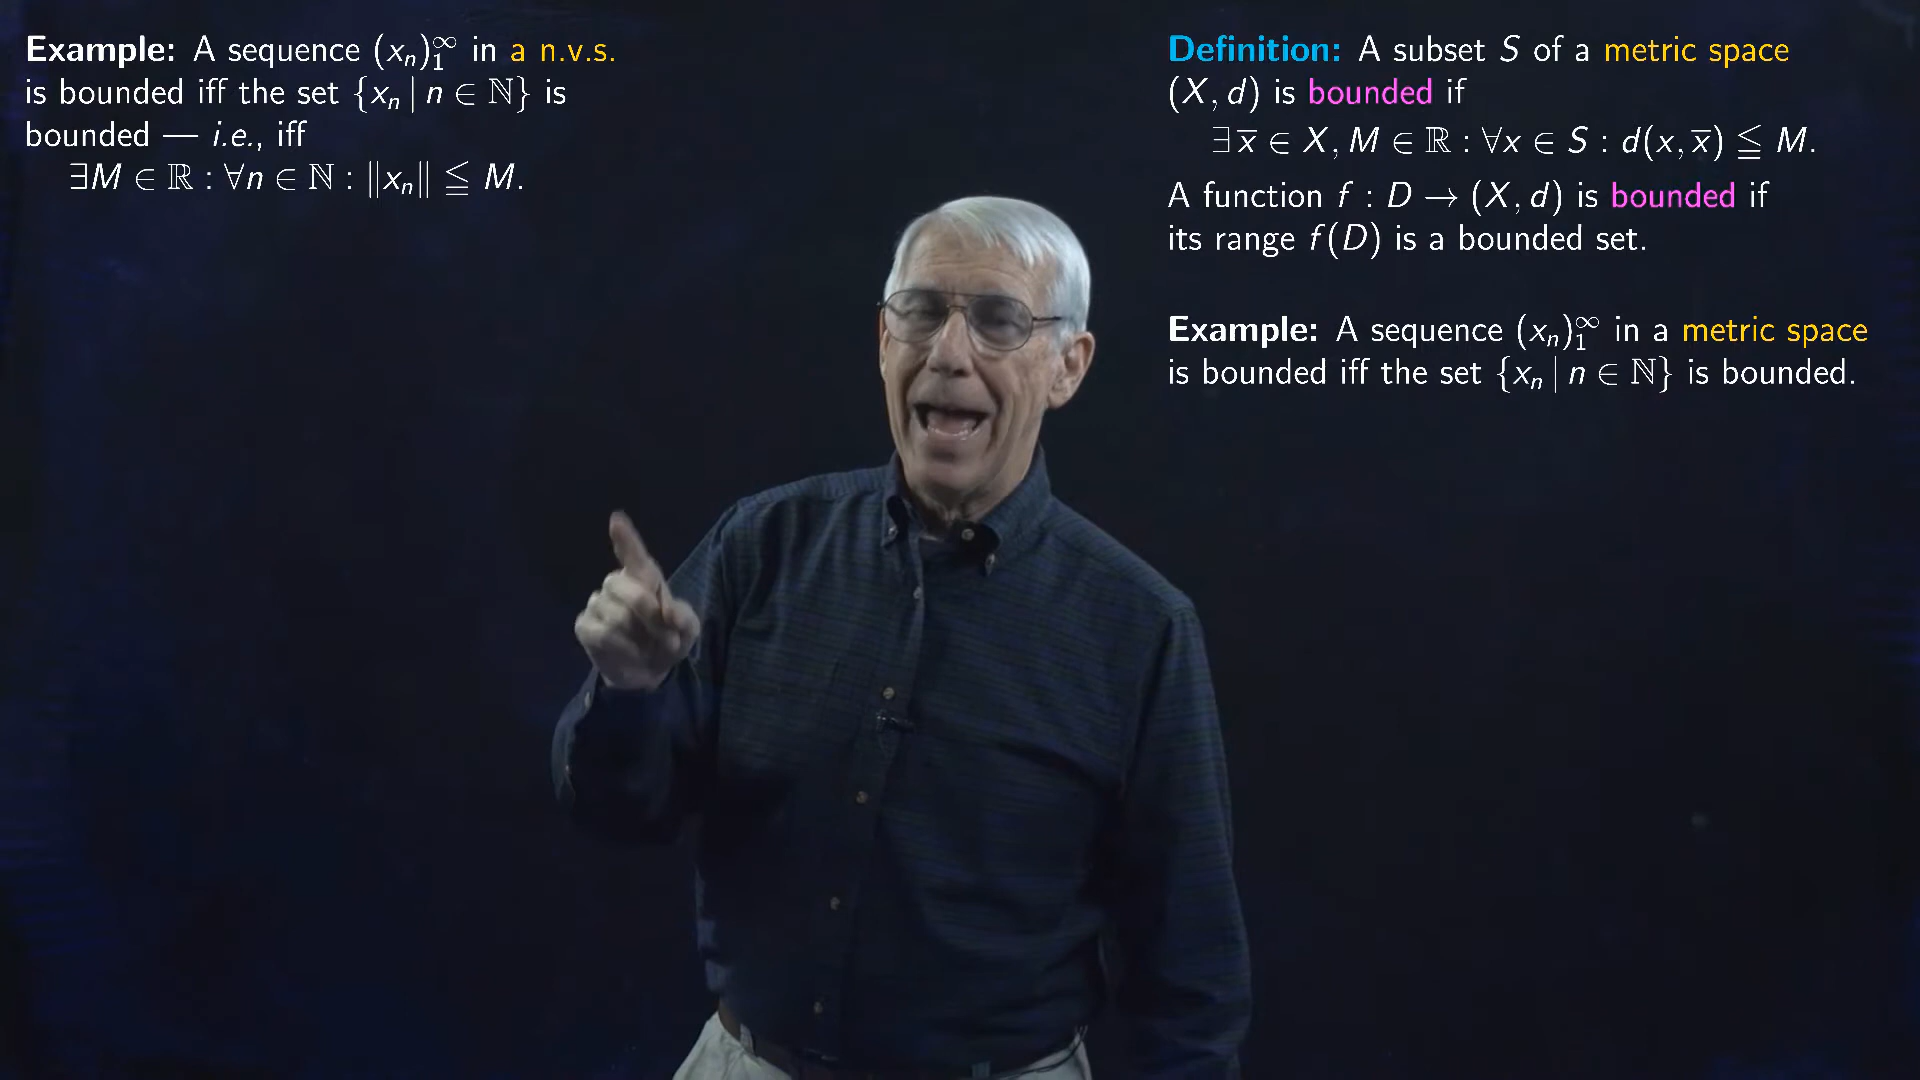 Example: A sequence (xₙ)₁^∞ in a n.v.s.
is bounded iff the set {xₙ | n ∈ ℕ} is
bounded — i.e., iff
∃M ∈ ℝ : ∀n ∈ ℕ : ‖xₙ‖ ≦ M.
Definition: A subset S of a metric space
(X, d) is bounded if
∃ x̅ ∈ X, M ∈ ℝ : ∀x ∈ S : d(x, x̅) ≦ M.
A function f : D → (X, d) is bounded if
its range f(D) is a bounded set.
Example: A sequence (xₙ)₁^∞ in a metric space
is bounded iff the set {xₙ | n ∈ ℕ} is bounded.